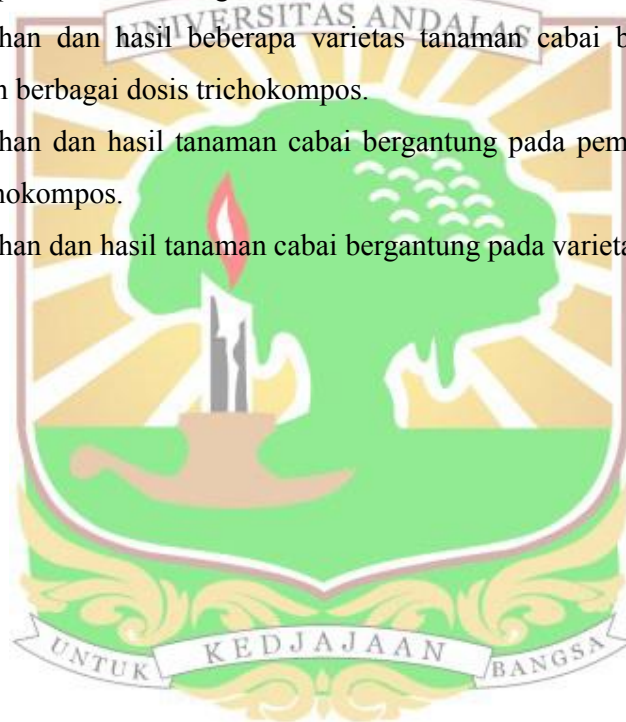 UNIVERSITAS ANDALAS
han dan hasil beberapa varietas tanaman cabai b
n berbagai dosis trichokompos.
han dan hasil tanaman cabai bergantung pada pem
hokompos.
han dan hasil tanaman cabai bergantung pada varieta
UNTUK KEDJAJAAN BANGSA